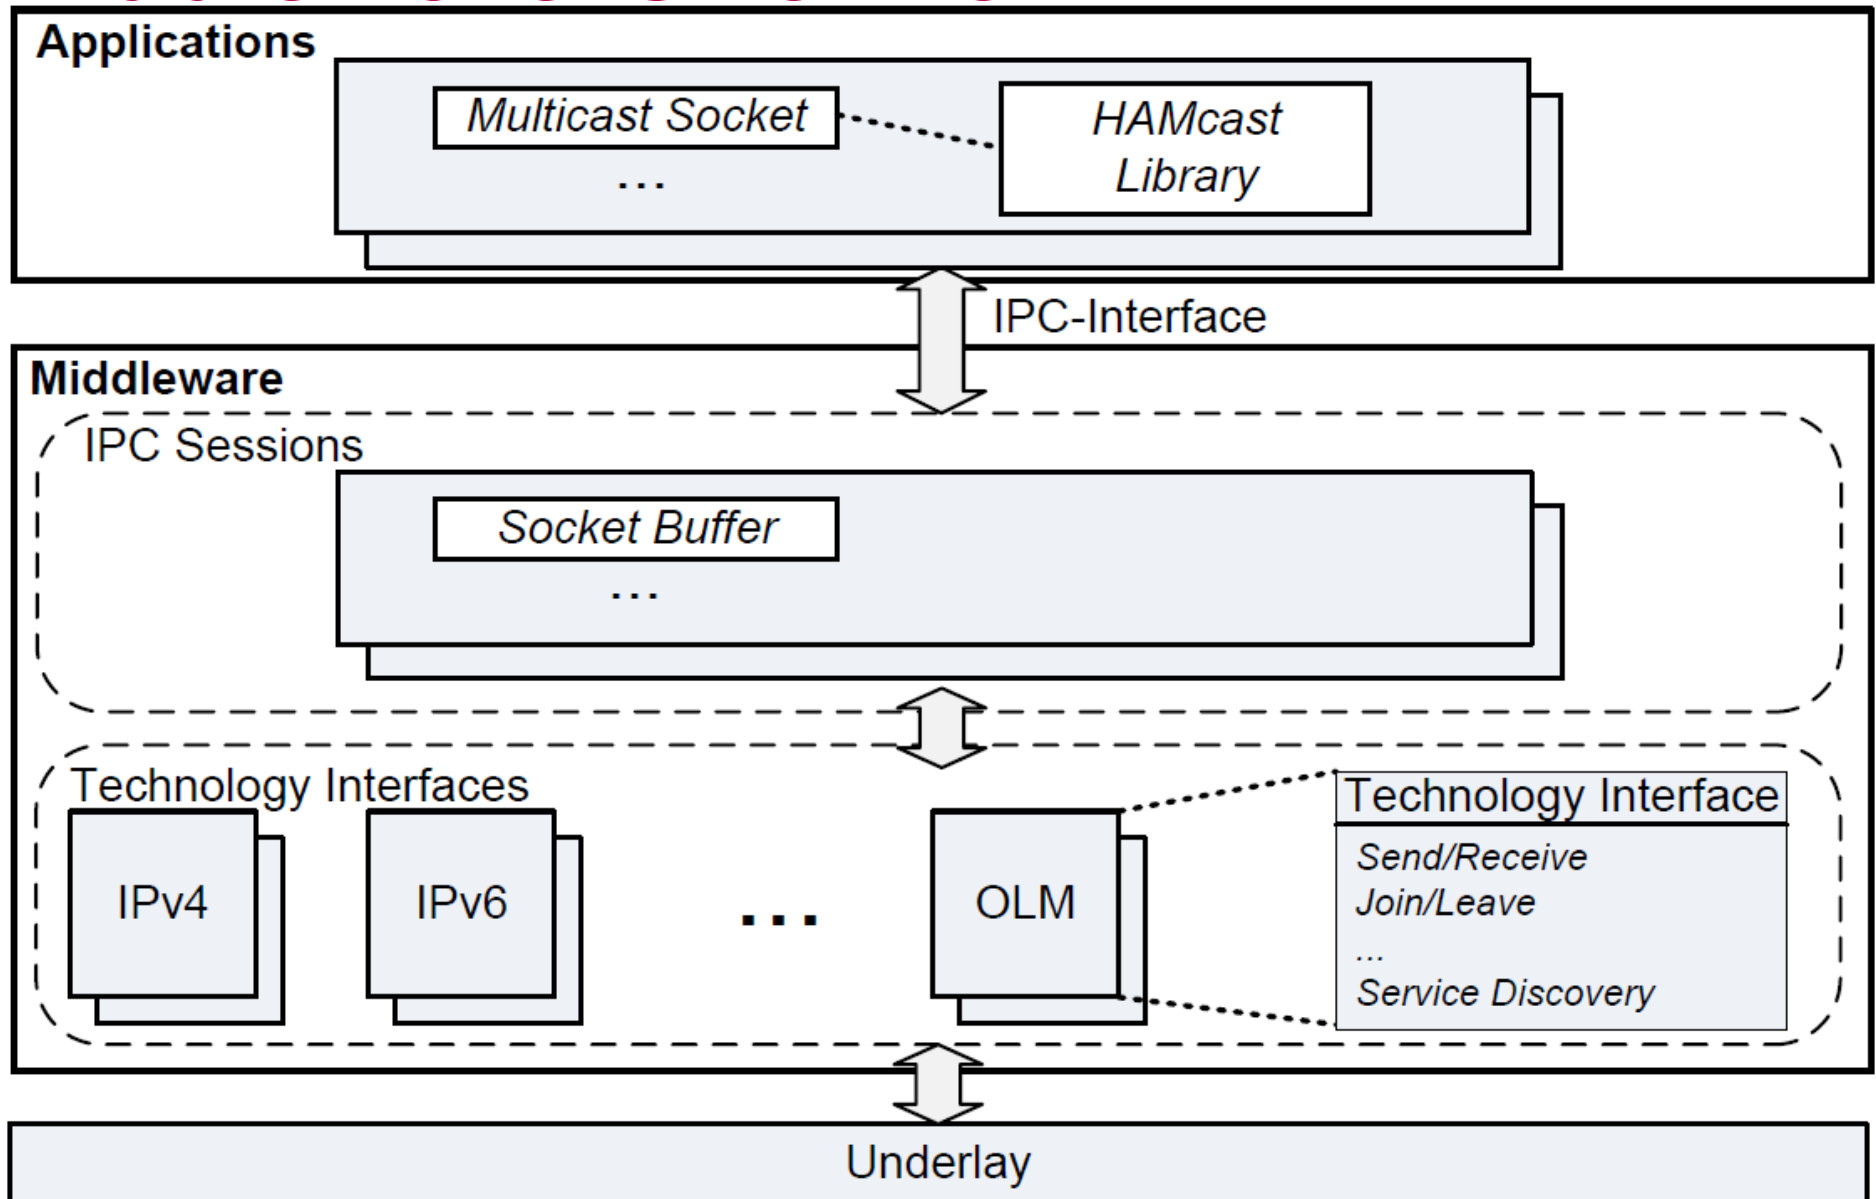 Applications
Multicast Socket
...
HAMcast
Library
IPC-Interface
Middleware
IPC Sessions
Socket Buffer
...
Technology Interfaces
IPv4
IPv6
...
OLM
Technology Interface
Send/Receive
Join/Leave
...
Service Discovery
Underlay